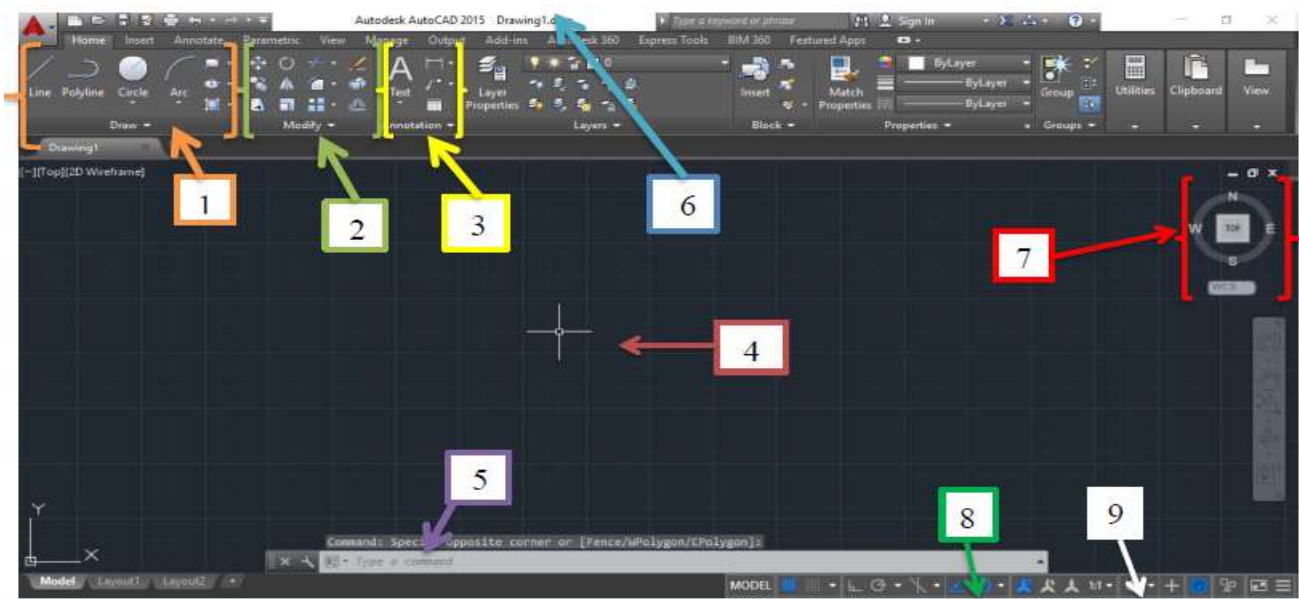 Autodesk AutoCAD 2015 Drawing1.d
Type a keyword or phrase
Sign In
Home Insert Annotate Parametric View Manage Output Add-ins Autodesk 360 Express Tools BIM 360 Featured Apps
Line Polyline Circle Arc
Text
Layer Properties
0
Insert
Match Properties
ByLayer
ByLayer
ByLayer
Group
Utilities
Clipboard
View
Draw
Modify
Annotation
Layers
Block
Properties
Groups
Drawing1
[-][Top][2D Wireframe]
1
2
3
6
7
N
W TOP E
S
WCS
4
5
8
9
Y
X
Command: Specify opposite corner or [Fence/WPolygon/CPolygon]:
Type a command
Model Layout1 Layout2 +
MODEL
1:1